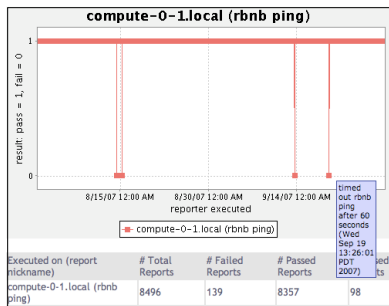 compute-0-1.local (rbnb ping)
1
0
result: pass = 1, fail = 0
8/15/07 12:00 AM
8/30/07 12:00 AM
9/14/07 12:00 AM
reporter executed
compute-0-1.local (rbnb ping)
timed
out rbnb
ping
after 60
seconds
(Wed
Sep 19
13:26:01
PDT
2007)
Executed on (report nickname)
# Total Reports
# Failed Reports
# Passed Reports
compute-0-1.local (rbnb ping)
8496
139
8357
98